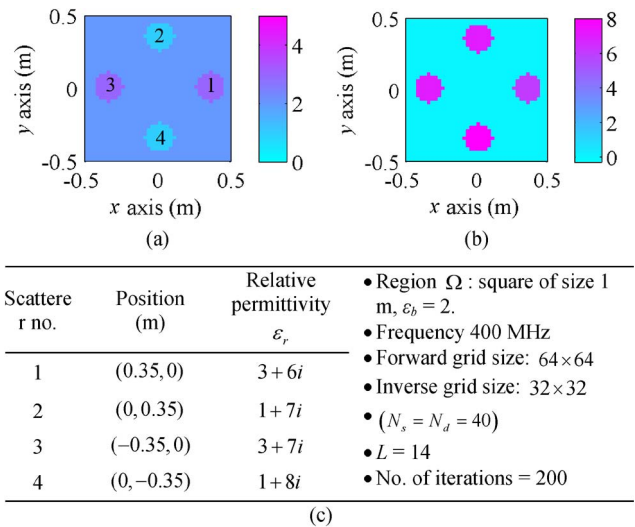 0.5
0
-0.5
y axis (m)
2
3
1
4
-0.5 0 0.5
x axis (m)
4
2
0
(a)
0.5
0
-0.5
y axis (m)
-0.5 0 0.5
x axis (m)
8
6
4
2
0
(b)
Scattere r no. Position (m) Relative permittivity εr
1 (0.35,0) 3+6i
2 (0,0.35) 1+7i
3 (−0.35,0) 3+7i
4 (0,−0.35) 1+8i
• Region Ω : square of size 1
m, εb = 2.
• Frequency 400 MHz
• Forward grid size: 64×64
• Inverse grid size: 32×32
• (Ns = Nd = 40)
• L = 14
• No. of iterations = 200
(c)